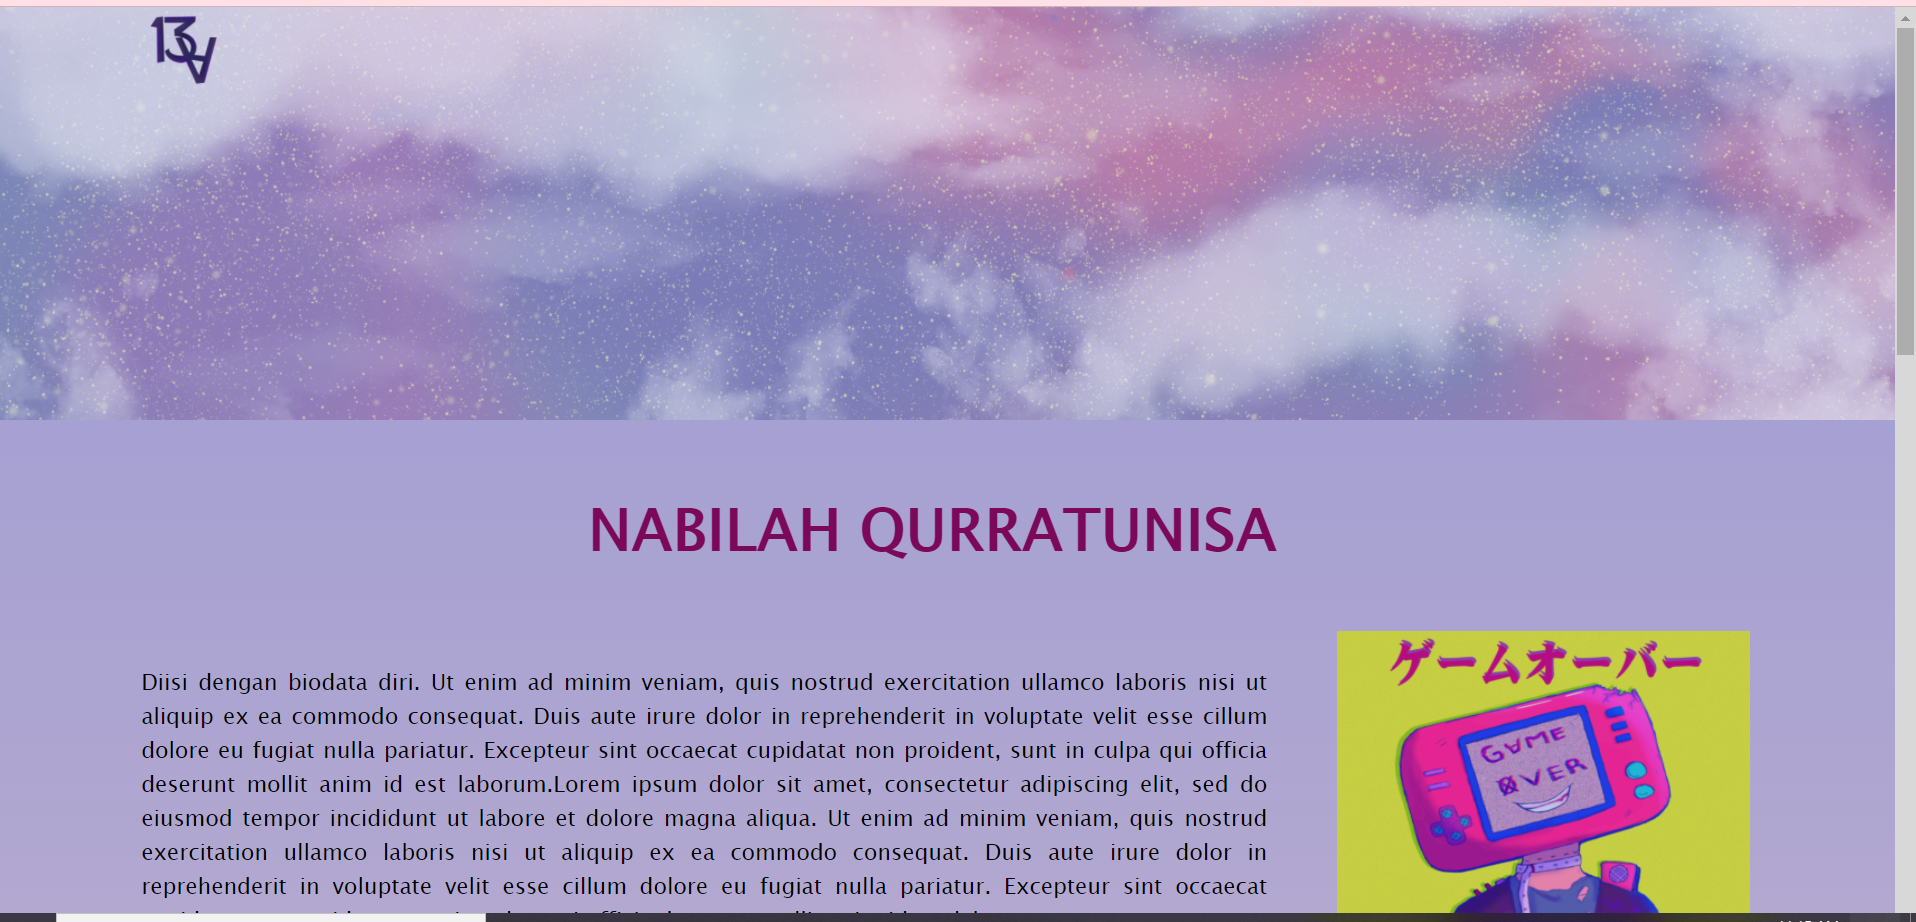 13A
NABILAH QURRATUNISA
Diisi dengan biodata diri. Ut enim ad minim veniam, quis nostrud exercitation ullamco laboris nisi ut
aliquip ex ea commodo consequat. Duis aute irure dolor in reprehenderit in voluptate velit esse cillum
dolore eu fugiat nulla pariatur. Excepteur sint occaecat cupidatat non proident, sunt in culpa qui officia
deserunt mollit anim id est laborum.Lorem ipsum dolor sit amet, consectetur adipiscing elit, sed do
eiusmod tempor incididunt ut labore et dolore magna aliqua. Ut enim ad minim veniam, quis nostrud
exercitation ullamco laboris nisi ut aliquip ex ea commodo consequat. Duis aute irure dolor in
reprehenderit in voluptate velit esse cillum dolore eu fugiat nulla pariatur. Excepteur sint occaecat
ゲームオーバー
GAME
ØVER